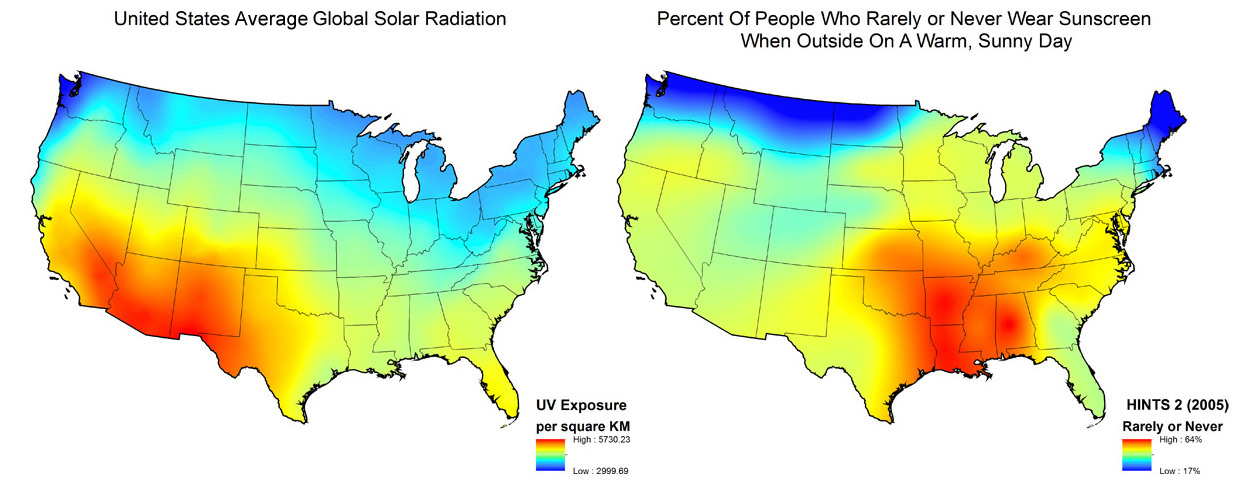 United States Average Global Solar Radiation
Percent Of People Who Rarely or Never Wear Sunscreen
When Outside On A Warm, Sunny Day
UV Exposure
per square KM
High : 5730.23
Low : 2999.69
HINTS 2 (2005)
Rarely or Never
High : 64%
Low : 17%